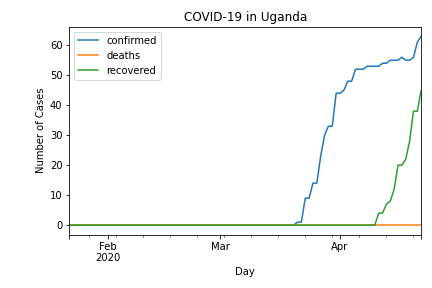 COVID-19 in Uganda
confirmed
deaths
recovered
Number of Cases
60
50
40
30
20
10
0
Feb
2020
Mar
Apr
Day